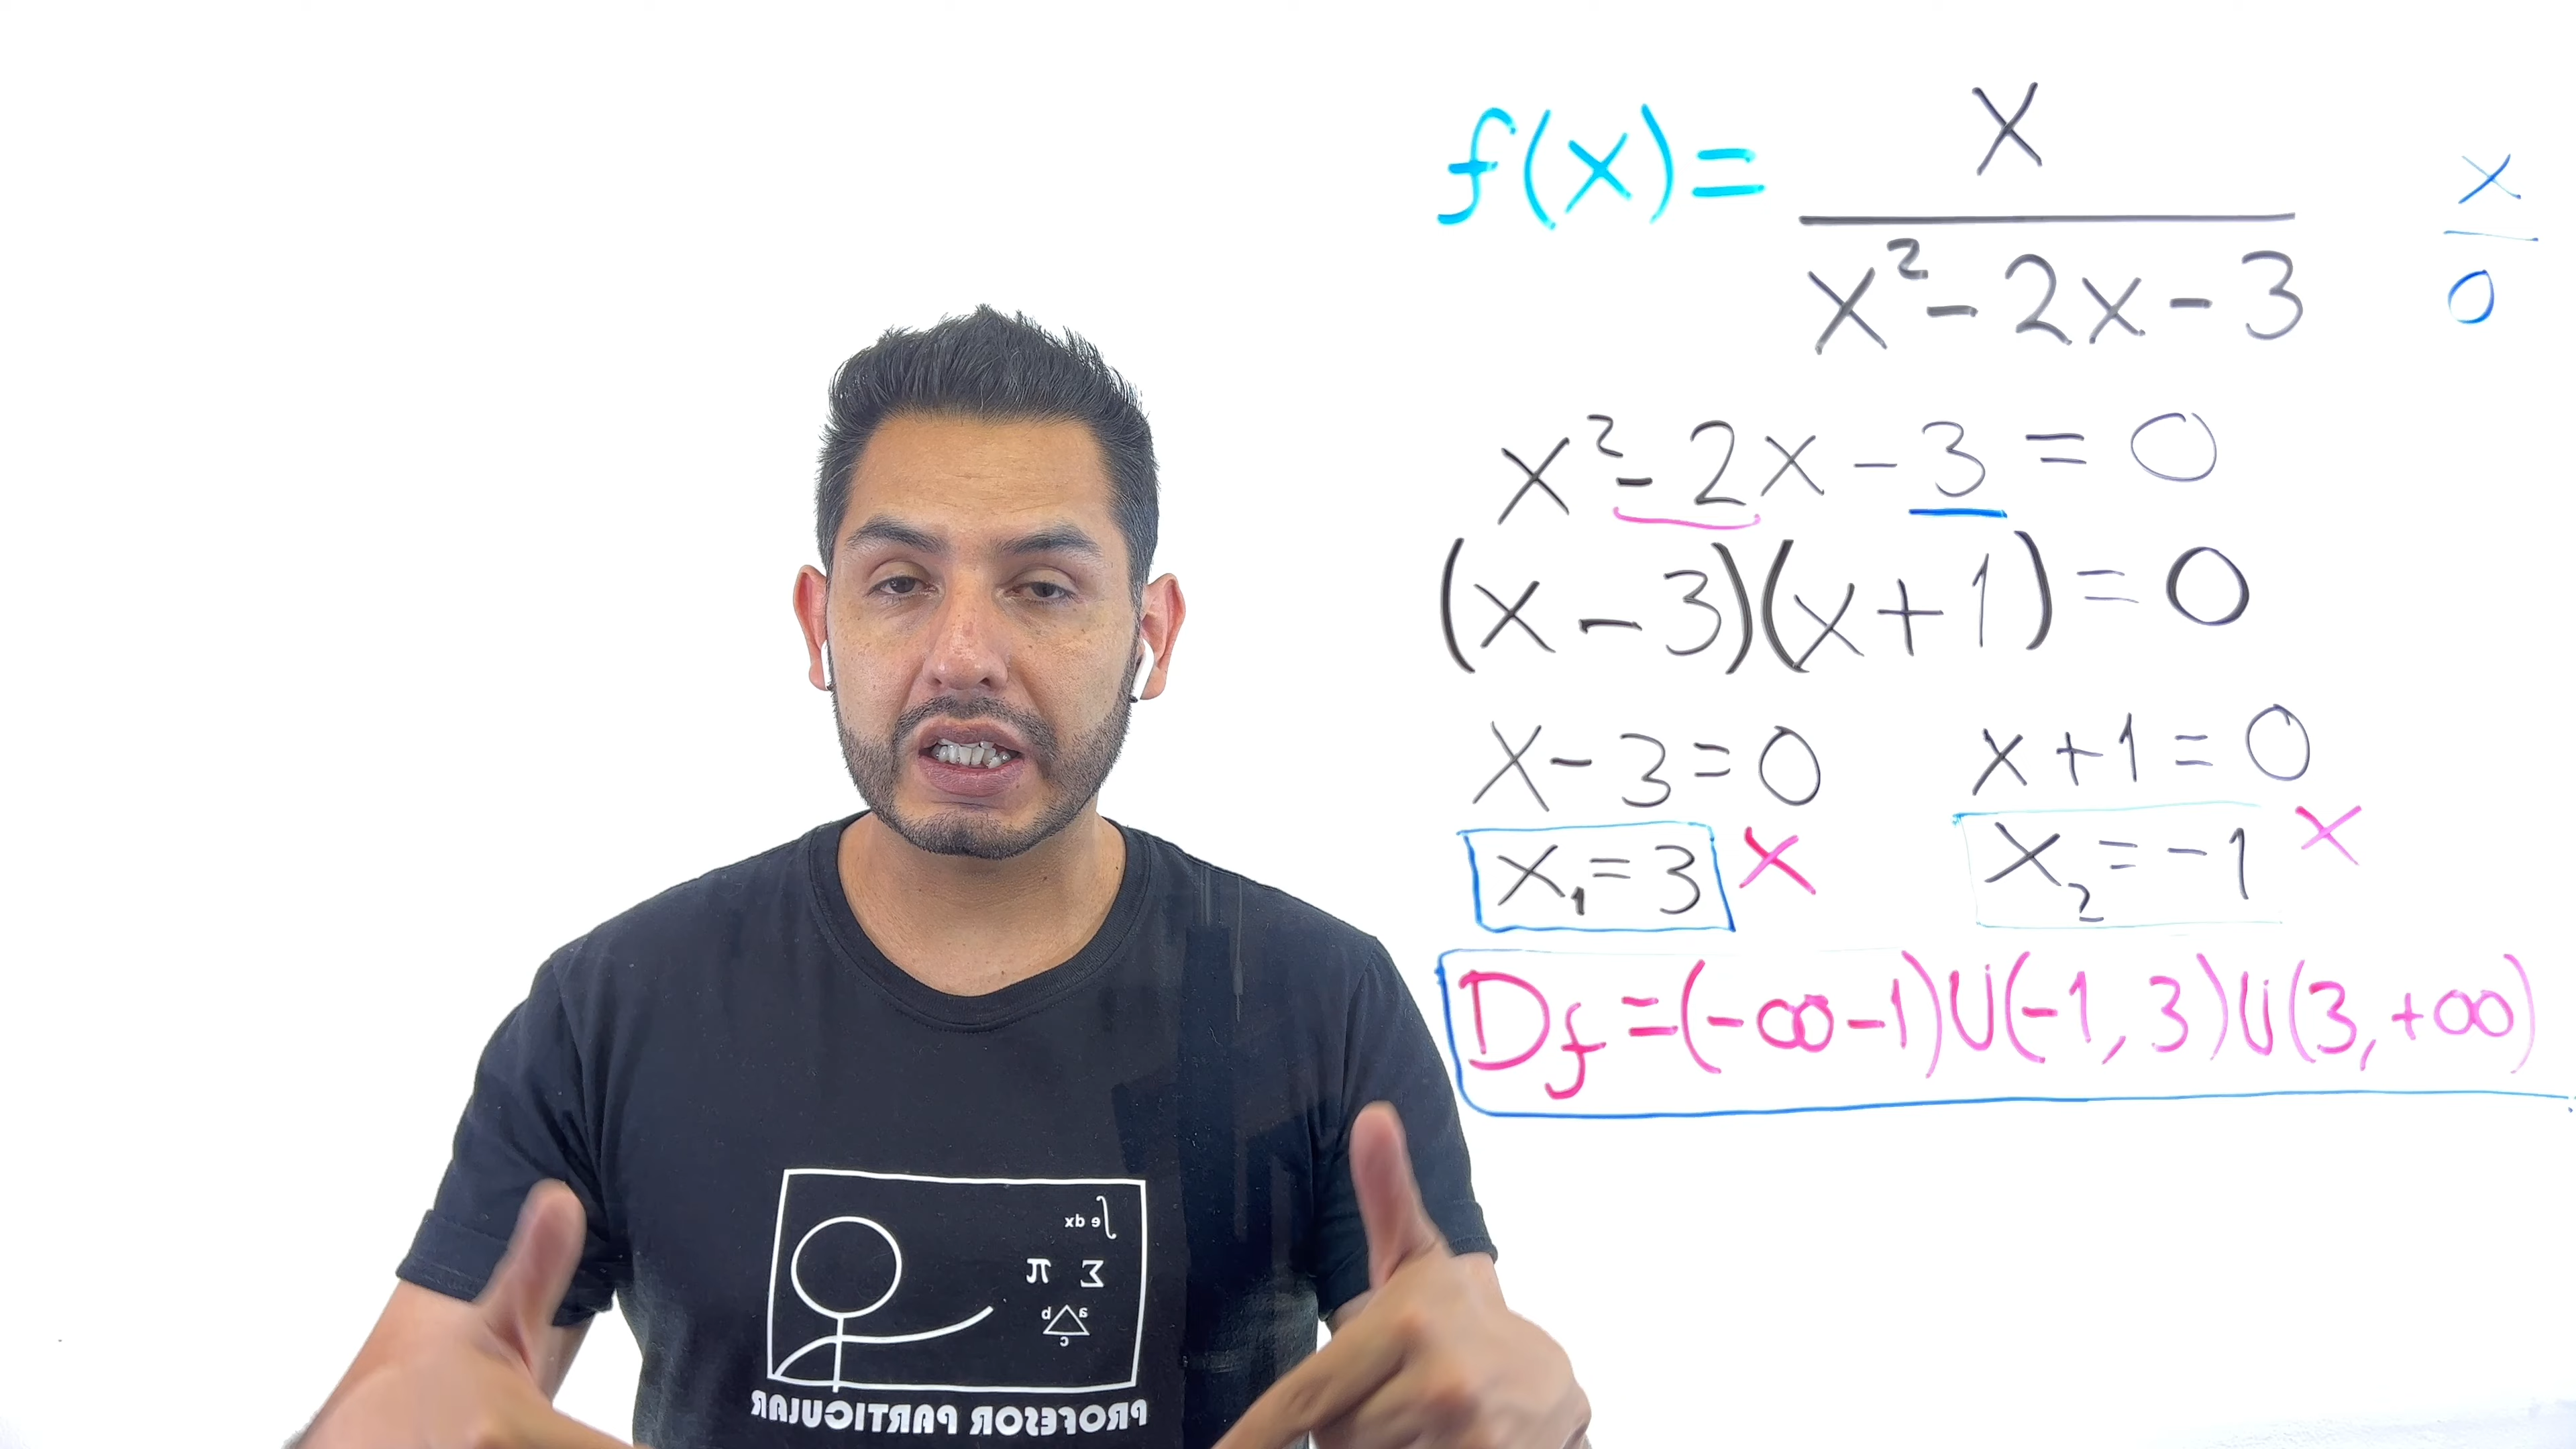 f(x)= x / (x² - 2x - 3)
x / 0
x² - 2x - 3 = 0
(x - 3)(x + 1) = 0
x - 3 = 0 x + 1 = 0
x₁ = 3 x x₂ = -1 x
Df = (-∞ -1) U (-1, 3) U (3, +∞)
∫ e dx
Σ π
a b
c
PROFESOR PARTICULAR